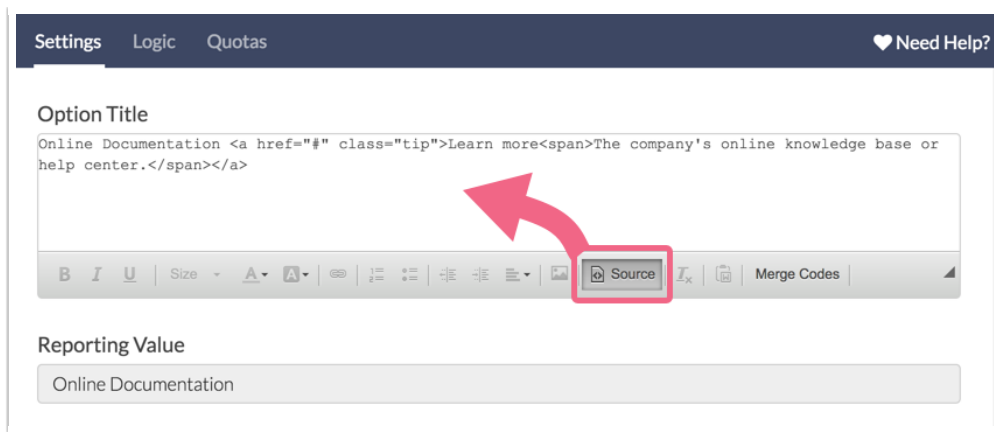 Settings Logic Quotas Need Help?
Option Title
Online Documentation <a href="#" class="tip">Learn more<span>The company's online knowledge base or
help center.</span></a>
B I U Size A A Source Tx Merge Codes
Reporting Value
Online Documentation